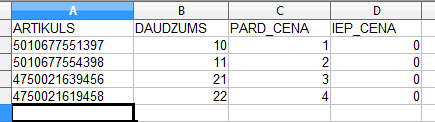 A B C D
ARTIKULS DAUDZUMS PARD_CENA IEP_CENA
5010677551397 10 1 0
5010677554398 11 2 0
4750021639456 21 3 0
4750021619458 22 4 0